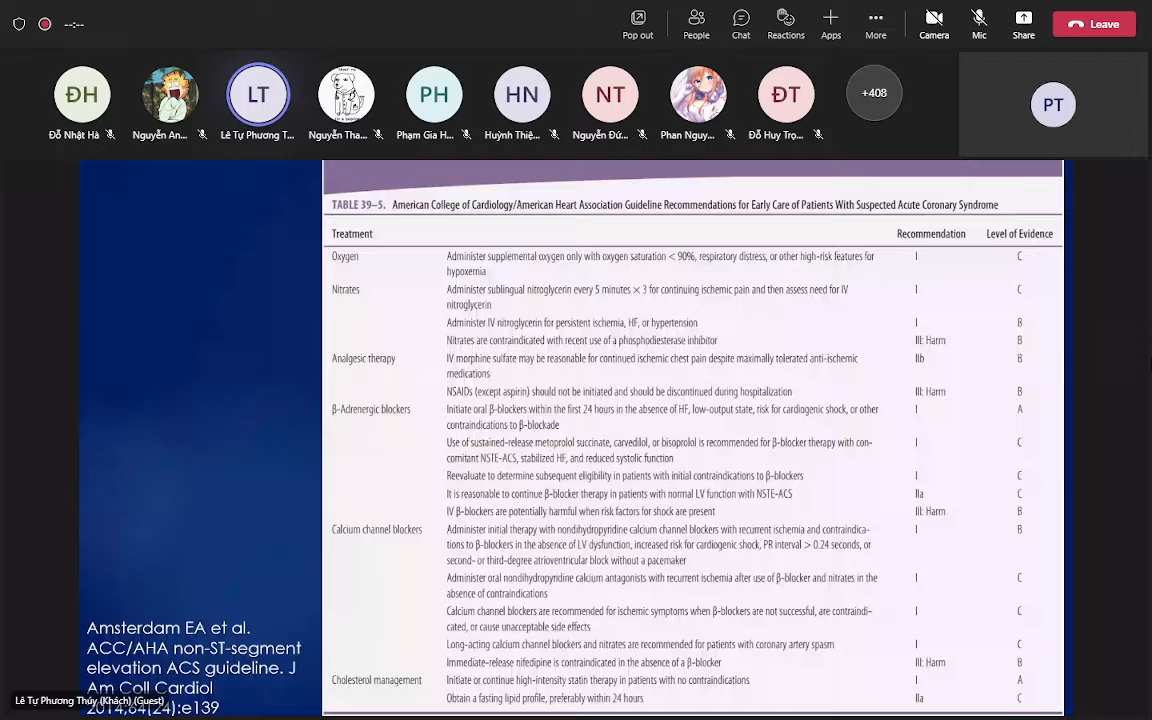 --:--
Pop out
People
Chat
Reactions
Apps
More
Camera
Mic
Share
Leave
ĐH
LT
PH
HN
NT
ĐT
+408
PT
Đỗ Nhật Hà
Nguyễn An...
Lê Tự Phương T...
Nguyễn Tha...
Phạm Gia H...
Huỳnh Thiệ...
Nguyễn Đứ...
Phan Nguy...
Đỗ Huy Trọ...
TABLE 39–5. American College of Cardiology/American Heart Association Guideline Recommendations for Early Care of Patients With Suspected Acute Coronary Syndrome
Treatment Recommendation Level of Evidence
Oxygen Administer supplemental oxygen only with oxygen saturation < 90%, respiratory distress, or other high-risk features for I C
hypoxemia
Nitrates Administer sublingual nitroglycerin every 5 minutes × 3 for continuing ischemic pain and then assess need for IV I C
nitroglycerin
Administer IV nitroglycerin for persistent ischemia, HF, or hypertension I B
Nitrates are contraindicated with recent use of a phosphodiesterase inhibitor III: Harm B
Analgesic therapy IV morphine sulfate may be reasonable for continued ischemic chest pain despite maximally tolerated anti-ischemic IIb B
medications
NSAIDs (except aspirin) should not be initiated and should be discontinued during hospitalization III: Harm B
β-Adrenergic blockers Initiate oral β-blockers within the first 24 hours in the absence of HF, low-output state, risk for cardiogenic shock, or other I A
contraindications to β-blockade
Use of sustained-release metoprolol succinate, carvedilol, or bisoprolol is recommended for β-blocker therapy with con- I C
comitant NSTE-ACS, stabilized HF, and reduced systolic function
Reevaluate to determine subsequent eligibility in patients with initial contraindications to β-blockers I C
It is reasonable to continue β-blocker therapy in patients with normal LV function with NSTE-ACS IIa C
IV β-blockers are potentially harmful when risk factors for shock are present III: Harm B
Calcium channel blockers Administer initial therapy with nondihydropyridine calcium channel blockers with recurrent ischemia and contraindica- I B
tions to β-blockers in the absence of LV dysfunction, increased risk for cardiogenic shock, PR interval > 0.24 seconds, or
second- or third-degree atrioventricular block without a pacemaker
Administer oral nondihydropyridine calcium antagonists with recurrent ischemia after use of β-blocker and nitrates in the I C
absence of contraindications
Calcium channel blockers are recommended for ischemic symptoms when β-blockers are not successful, are contraindi- I C
cated, or cause unacceptable side effects
Long-acting calcium channel blockers and nitrates are recommended for patients with coronary artery spasm I C
Immediate-release nifedipine is contraindicated in the absence of a β-blocker III: Harm B
Cholesterol management Initiate or continue high-intensity statin therapy in patients with no contraindications I A
Obtain a fasting lipid profile, preferably within 24 hours IIa C
Amsterdam EA et al.
ACC/AHA non-ST-segment
elevation ACS guideline. J
Am Coll Cardiol
2014;64(24):e139
Lê Tự Phương Thúy (Khách) (Guest)